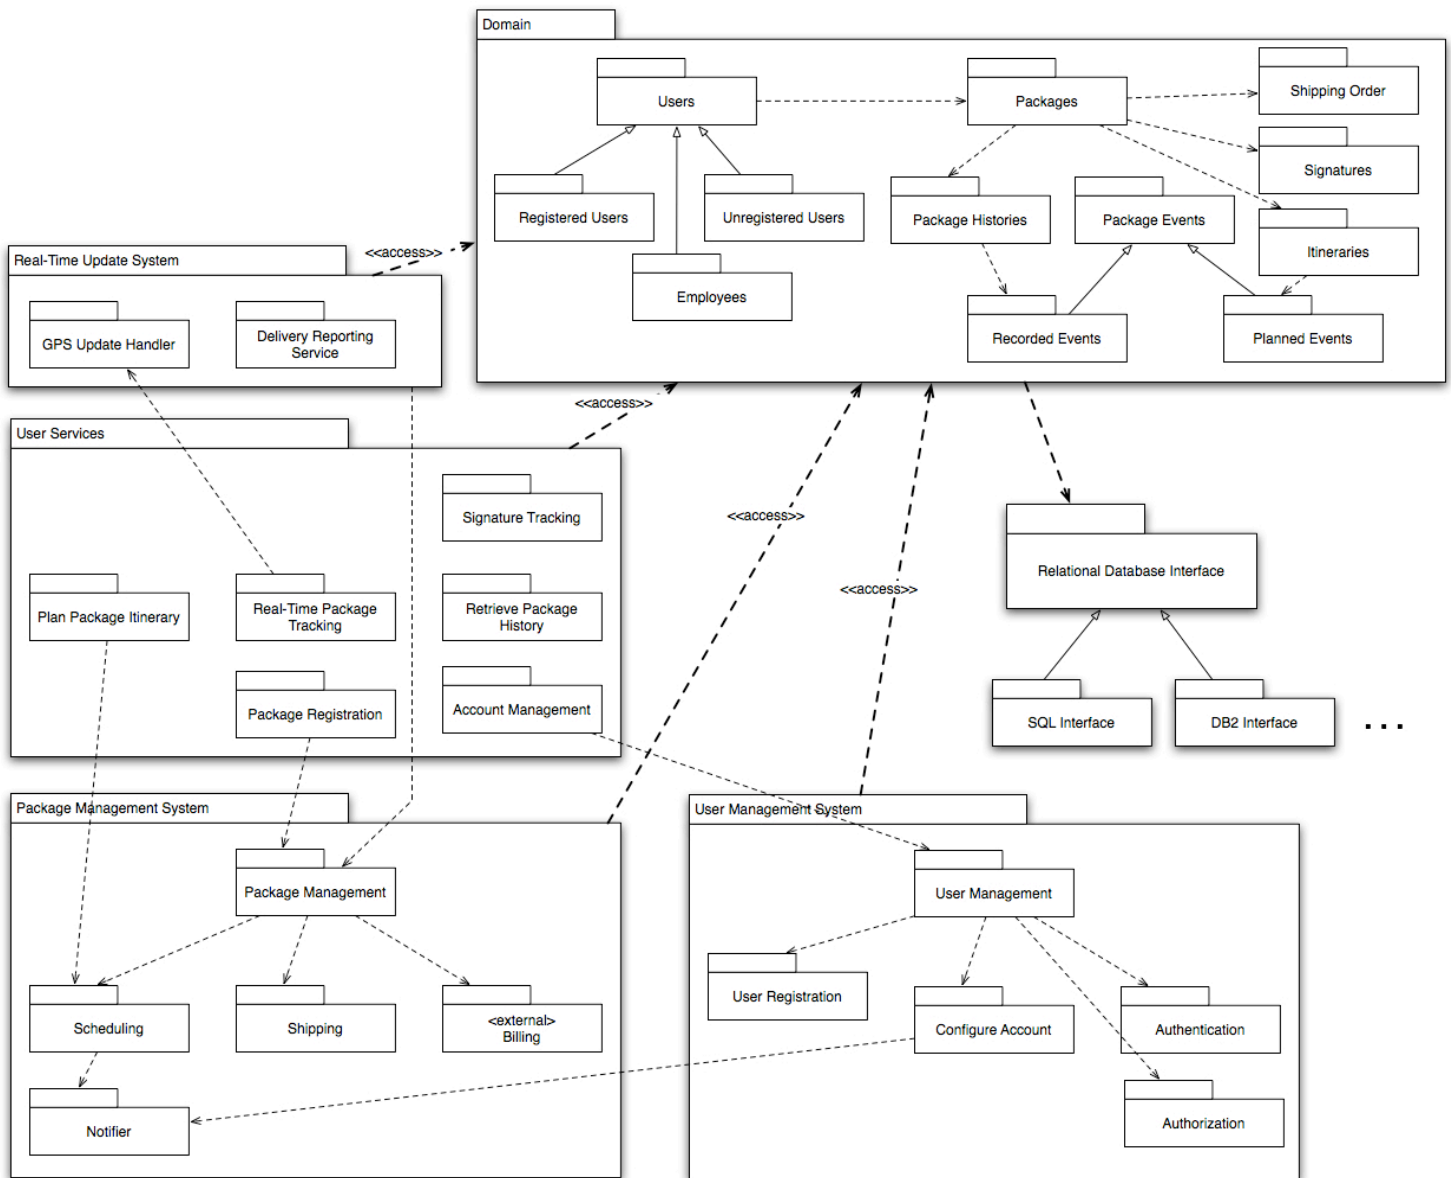 Domain
Users
Packages
Shipping Order
Signatures
Registered Users
Unregistered Users
Package Histories
Package Events
Itineraries
Employees
Recorded Events
Planned Events
<<access>>
Real-Time Update System
GPS Update Handler
Delivery Reporting
Service
<<access>>
User Services
Signature Tracking
Plan Package Itinerary
Real-Time Package
Tracking
Retrieve Package
History
Package Registration
Account Management
<<access>>
<<access>>
Relational Database Interface
SQL Interface
DB2 Interface
...
Package Management System
Package Management
Scheduling
Shipping
<external>
Billing
Notifier
User Management System
User Management
User Registration
Configure Account
Authentication
Authorization